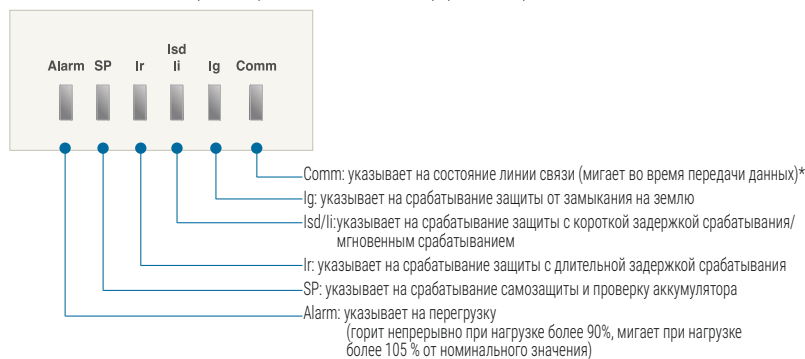 Isd
Alarm SP Ir Ii Ig Comm
Comm: указывает на состояние линии связи (мигает во время передачи данных)*
Ig: указывает на срабатывание защиты от замыкания на землю
Isd/Ii:указывает на срабатывание защиты с короткой задержкой срабатывания/
мгновенным срабатыванием
Ir: указывает на срабатывание защиты с длительной задержкой срабатывания
SP: указывает на срабатывание самозащиты и проверку аккумулятора
Alarm: указывает на перегрузку
(горит непрерывно при нагрузке более 90%, мигает при нагрузке
более 105 % от номинального значения)